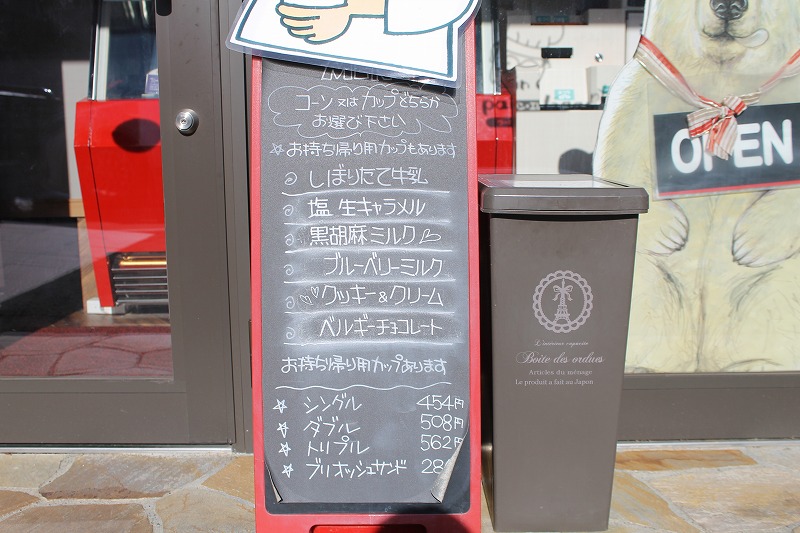 コーン又はカップどちらか
お選び下さい
☆お持ち帰り用カップもあります
しぼりたて牛乳
塩 生キャラメル
黒胡麻ミルク♡
ブルーベリーミルク
♡♡クッキー&クリーム
ベルギーチョコレート
お持ち帰り用カップあります
☆ シングル 454円
☆ ダブル 508円
☆ トリプル 562円
☆ ブリオッシュサンド 28
OPEN
L'intérieur
Boîte des ordues
Articles du ménage
Le produit a fait au Japon